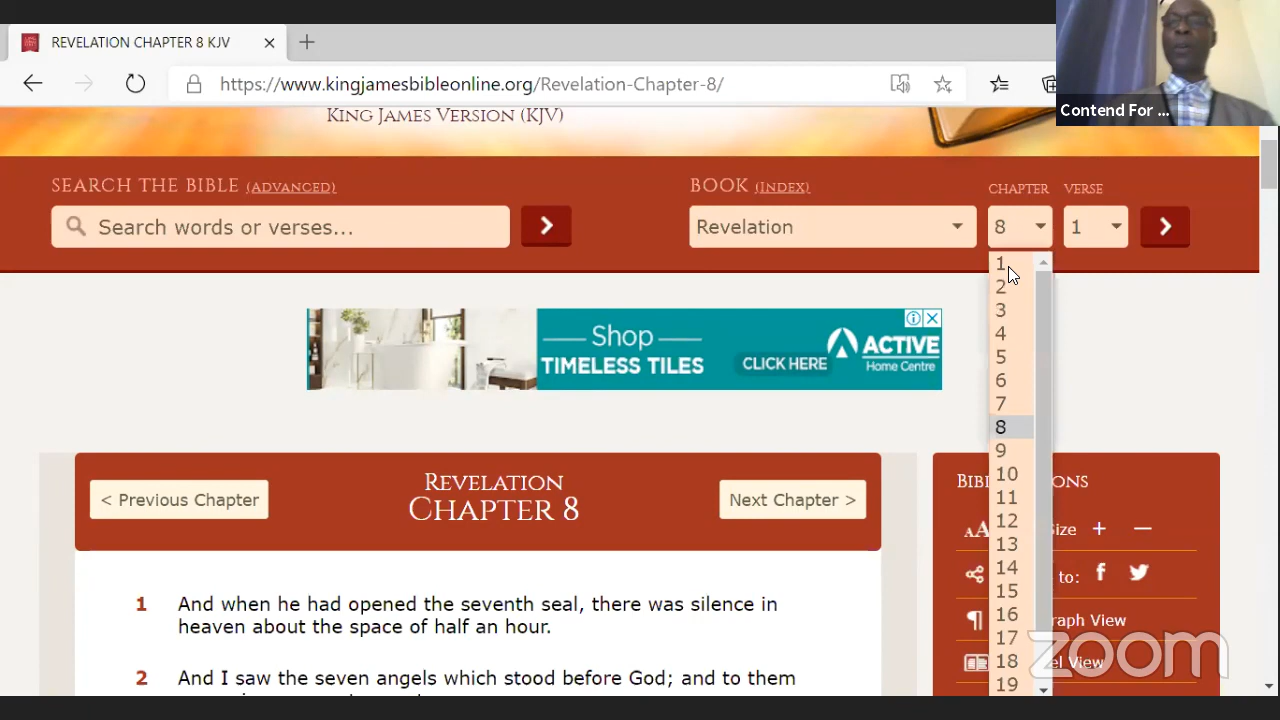 REVELATION CHAPTER 8 KJV
https://www.kingjamesbibleonline.org/Revelation-Chapter-8/
Contend For ...
KING JAMES VERSION (KJV)
SEARCH THE BIBLE (ADVANCED)
BOOK (INDEX)
CHAPTER
VERSE
Search words or verses...
Revelation
8
1
1
2
3
4
5
6
7
8
9
10
11
12
13
14
15
16
17
18
19
Shop
TIMELESS TILES
CLICK HERE
ACTIVE
Home Centre
< Previous Chapter
REVELATION
CHAPTER 8
Next Chapter >
1 And when he had opened the seventh seal, there was silence in
heaven about the space of half an hour.
2 And I saw the seven angels which stood before God; and to them
to:
zoom